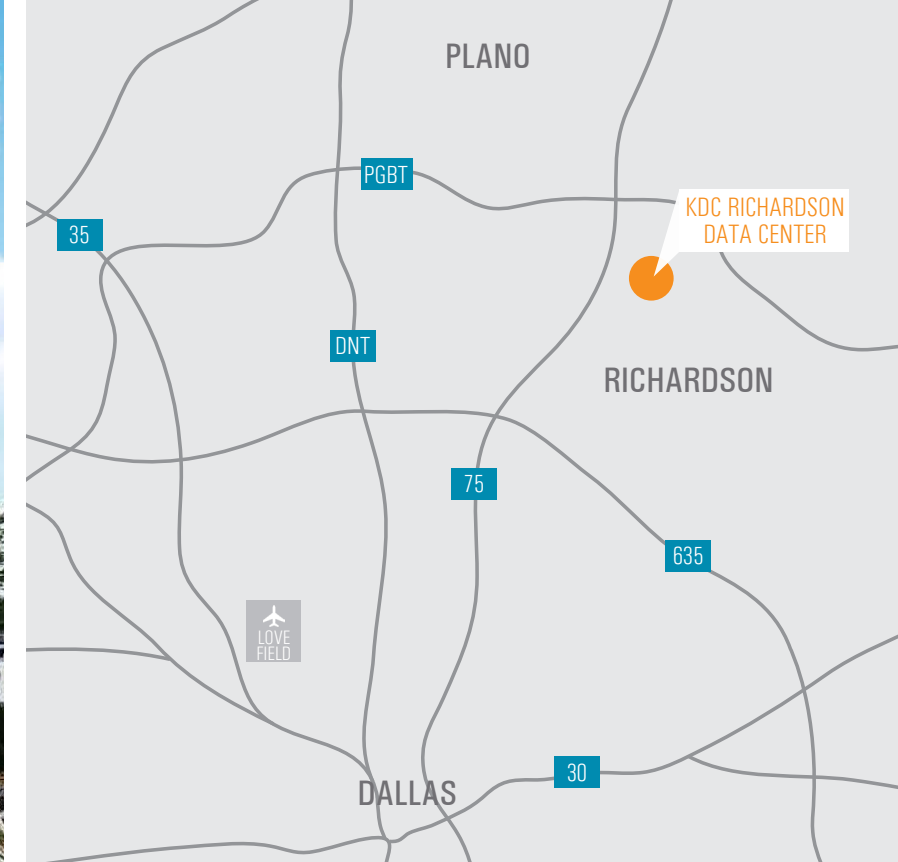 PLANO
PGBT
KDC RICHARDSON
DATA CENTER
35
DNT
RICHARDSON
75
635
LOVE
FIELD
30
DALLAS